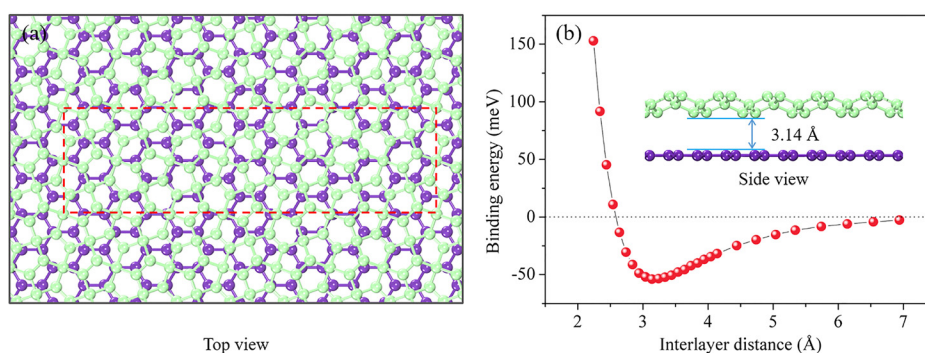 (a)
Top view
(b)
Binding energy (meV)
150
100
50
0
-50
3.14 Å
Side view
2
3
4
5
6
7
Interlayer distance (Å)